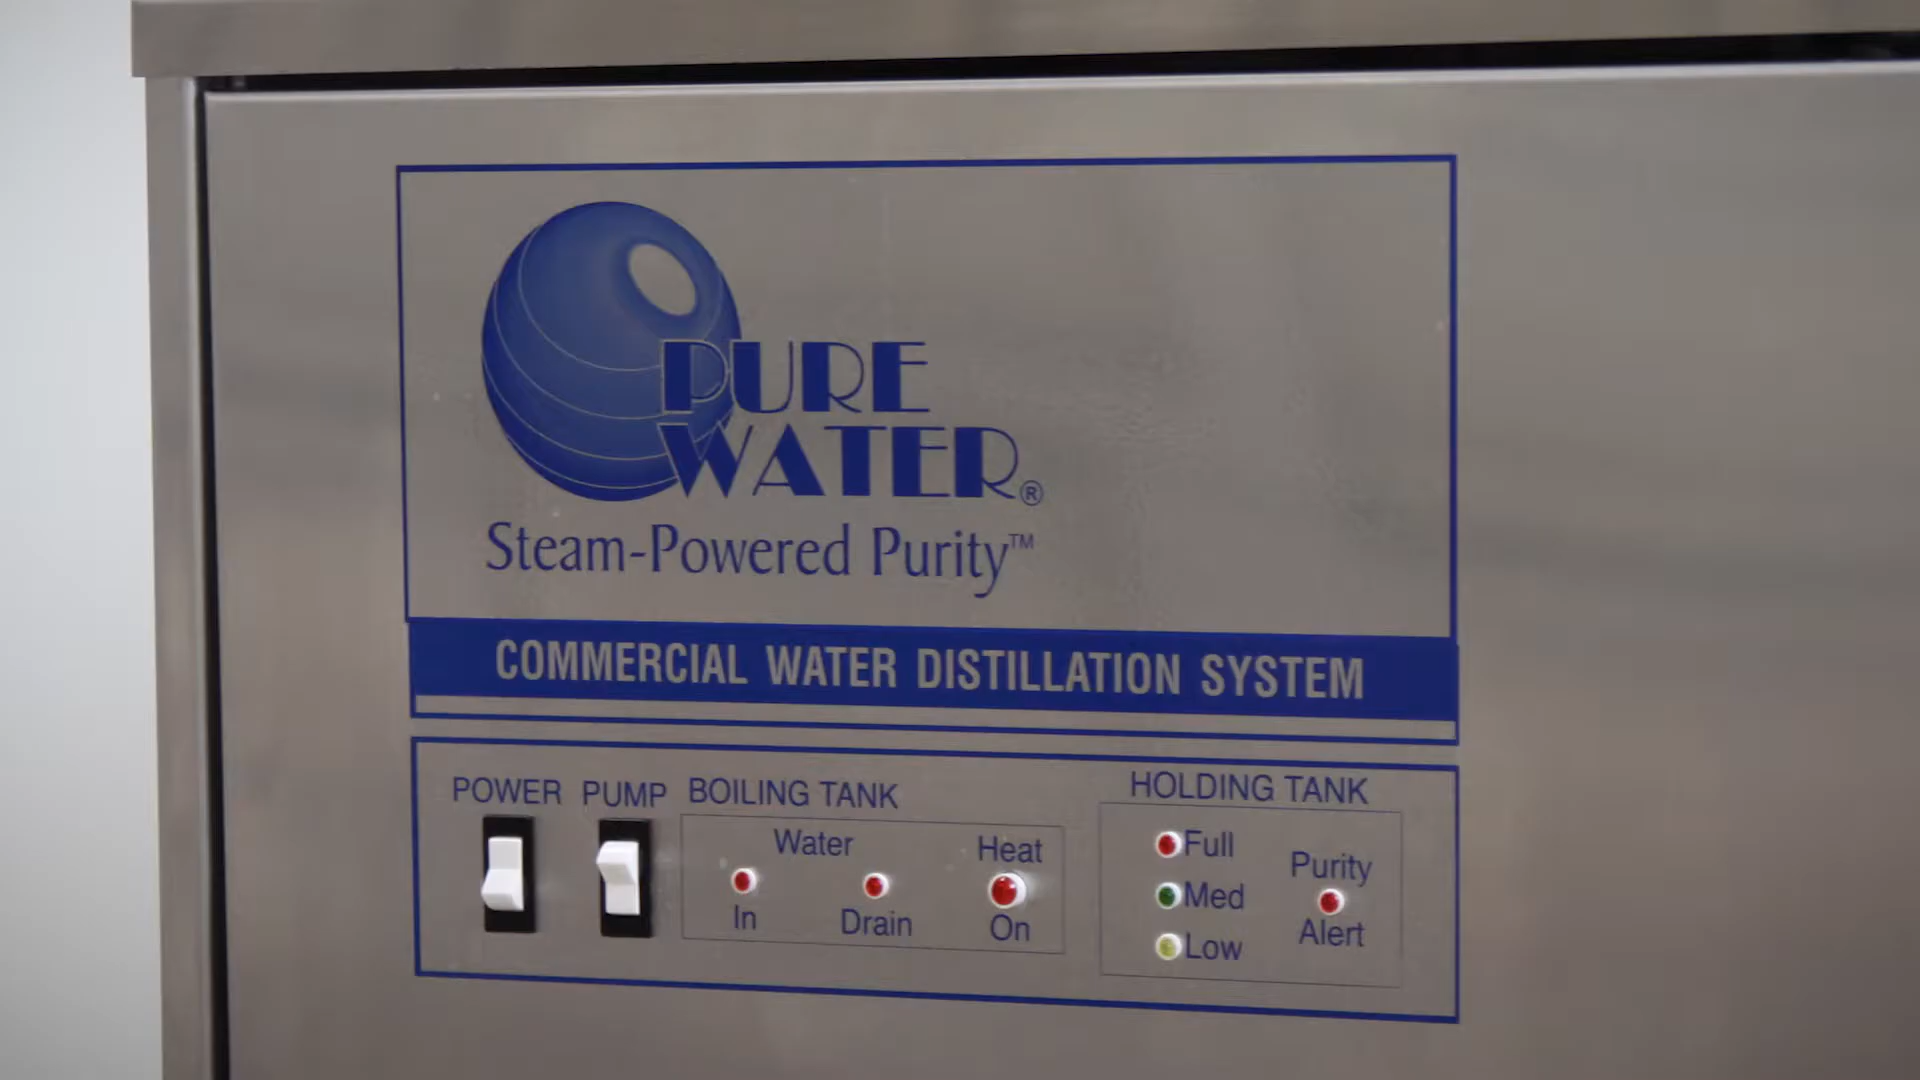 PURE
WATER®
Steam-Powered Purity™
COMMERCIAL WATER DISTILLATION SYSTEM
POWER PUMP BOILING TANK HOLDING TANK
Water Heat
In Drain On
Full
Med
Low
Purity
Alert